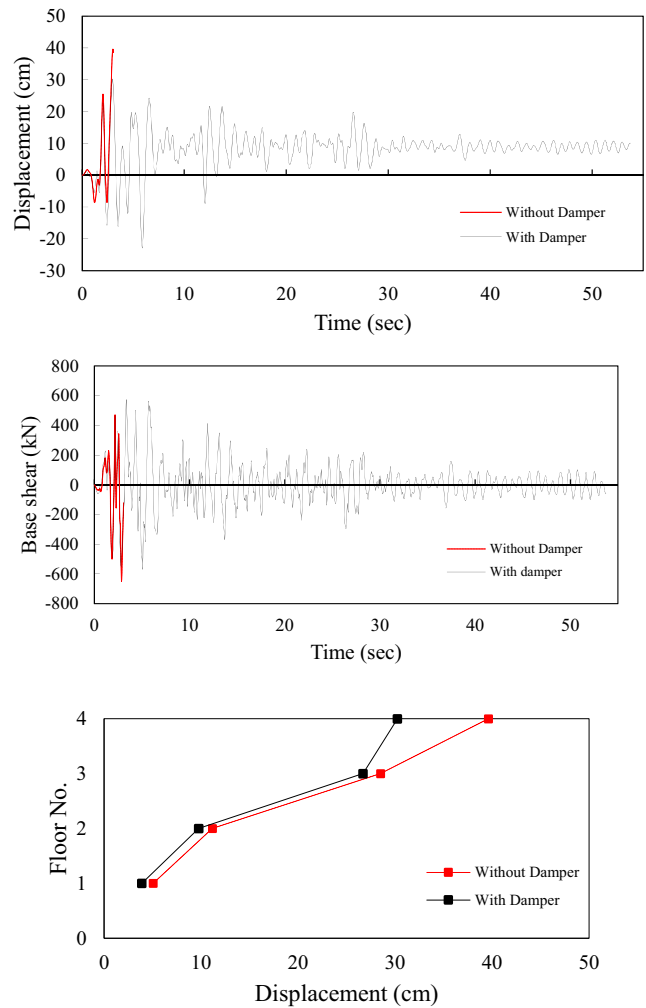 50
40
30
20
10
0
-10
-20
-30
Displacement (cm)
Without Damper
With Damper
0 10 20 30 40 50
Time (sec)
800
600
400
200
0
-200
-400
-600
-800
Base shear (kN)
Without Damper
With damper
0 10 20 30 40 50
Time (sec)
4
3
2
1
0
Floor No.
Without Damper
With Damper
0 10 20 30 40 50
Displacement (cm)